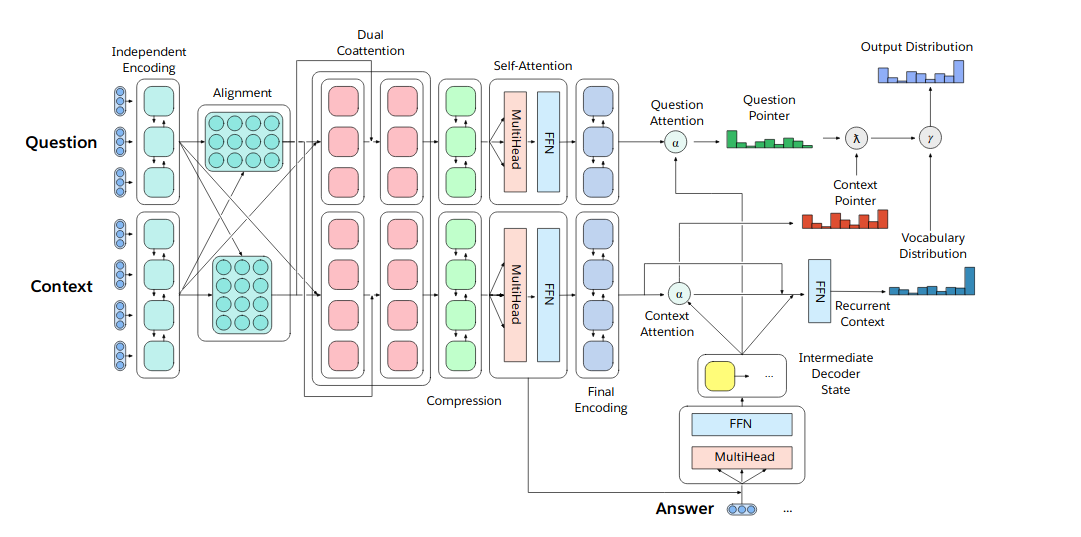 Independent
Encoding
Alignment
Dual
Coattention
Self-Attention
Question
Attention
Question
Pointer
Output Distribution
Question
MultiHead
FFN
α
λ
γ
Context
Pointer
Vocabulary
Distribution
Context
MultiHead
FFN
α
Context
Attention
FFN
Recurrent
Context
Compression
Final
Encoding
...
Intermediate
Decoder
State
FFN
MultiHead
Answer
...